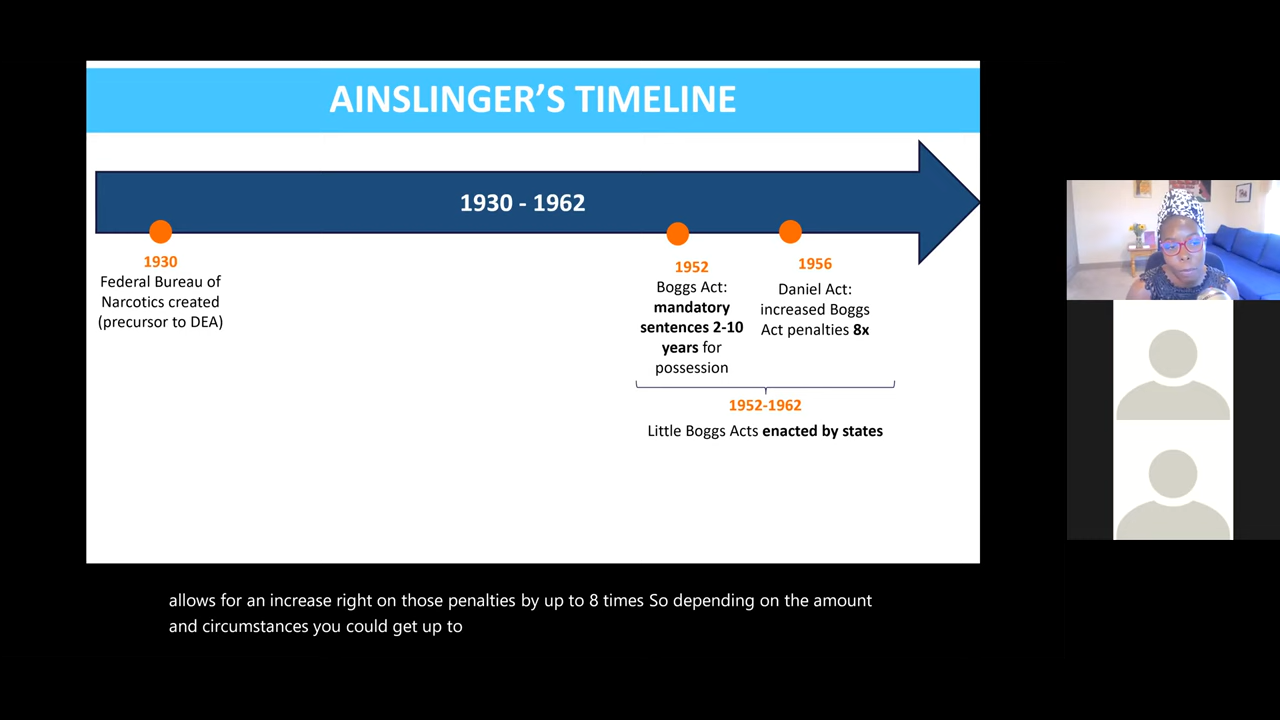 AINSLINGER’S TIMELINE
1930 - 1962
1930
Federal Bureau of
Narcotics created
(precursor to DEA)
1952
Boggs Act:
mandatory
sentences 2-10
years for
possession
1956
Daniel Act:
increased Boggs
Act penalties 8x
1952-1962
Little Boggs Acts enacted by states
allows for an increase right on those penalties by up to 8 times So depending on the amount
and circumstances you could get up to